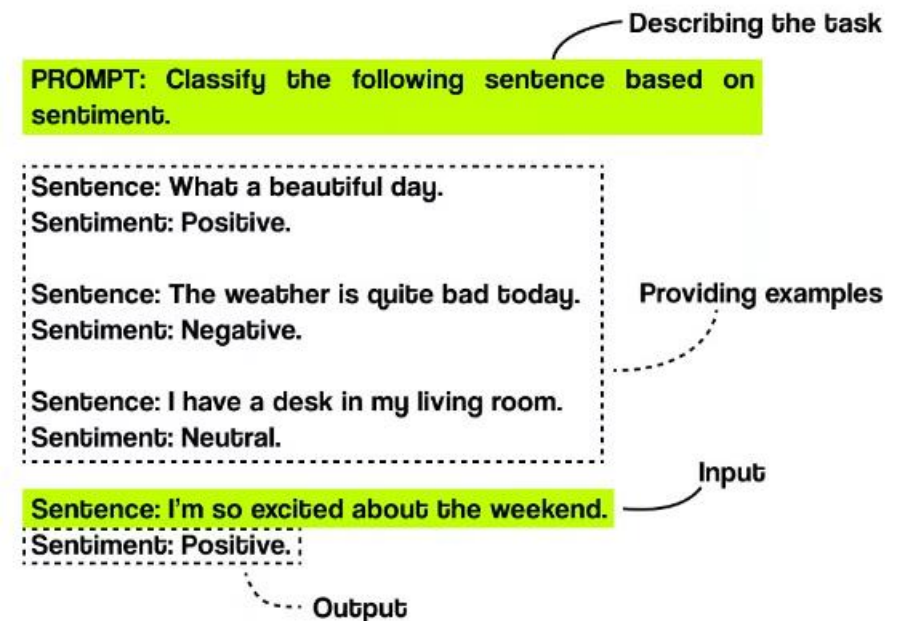 Describing the task
PROMPT: Classify the following sentence based on
sentiment.
Sentence: What a beautiful day.
Sentiment: Positive.
Sentence: The weather is quite bad today.
Sentiment: Negative.
Providing examples
Sentence: I have a desk in my living room.
Sentiment: Neutral.
Input
Sentence: I'm so excited about the weekend.
Sentiment: Positive.
Output